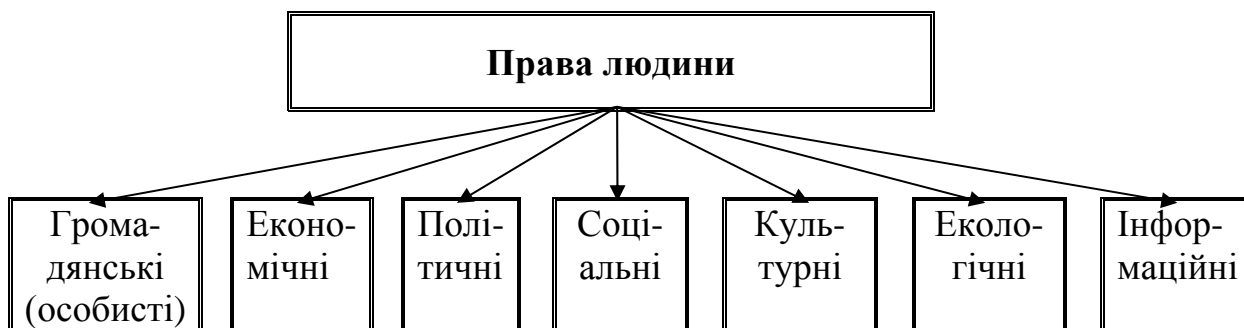 Права людини
Грома-
дянські
(особисті)
Еконо-
мічні
Полі-
тичні
Соці-
альні
Куль-
турні
Еколо-
гічні
Інфор-
маційні